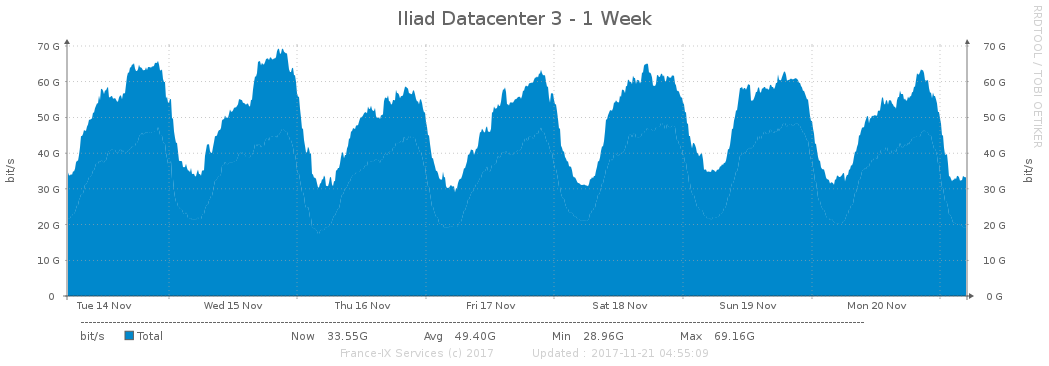 Iliad Datacenter 3 - 1 Week
RRDTOOL / TOBI OETIKER
70 G 70 G
60 G 60 G
50 G 50 G
40 G 40 G
30 G 30 G
20 G 20 G
10 G 10 G
0 0 G
bit/s
bit/s
Tue 14 Nov Wed 15 Nov Thu 16 Nov Fri 17 Nov Sat 18 Nov Sun 19 Nov Mon 20 Nov
bit/s Total Now 33.55G Avg 49.40G Min 28.96G Max 69.16G
France-IX Services (c) 2017 Updated : 2017-11-21 04:55:09